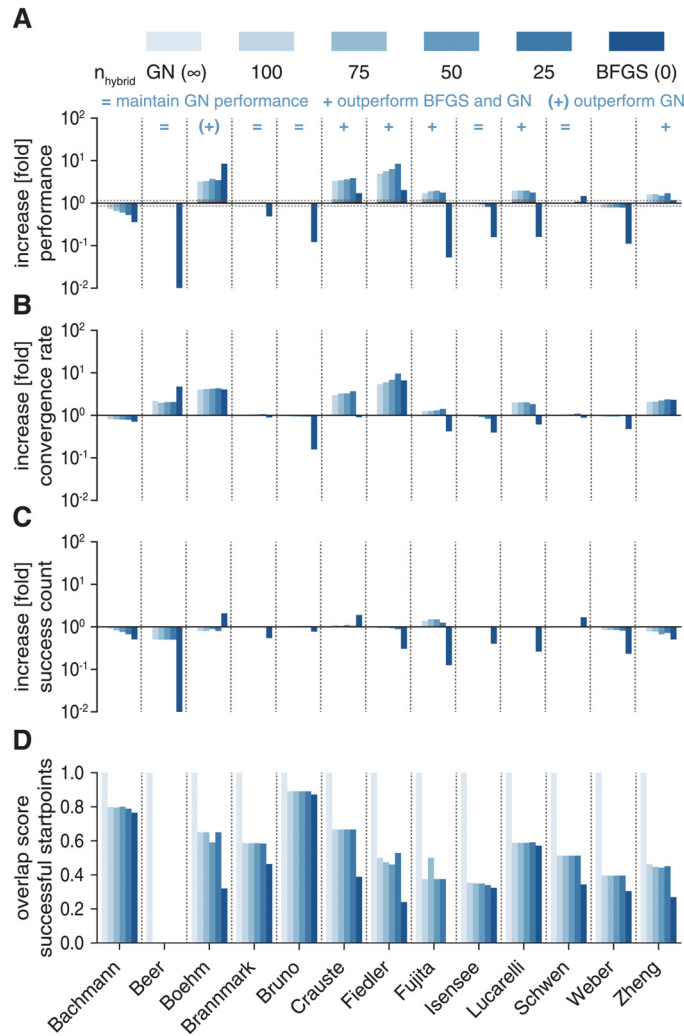 A
n_hybrid GN (∞) 100 75 50 25 BFGS (0)
= maintain GN performance + outperform BFGS and GN (+) outperform GN
= (+) = = + + + = + = +
increase [fold]
performance
10²
10¹
10⁰
10⁻¹
10⁻²
B
increase [fold]
convergence rate
10²
10¹
10⁰
10⁻¹
10⁻²
C
increase [fold]
success count
10²
10¹
10⁰
10⁻¹
10⁻²
D
overlap score
successful startpoints
1.0
0.8
0.6
0.4
0.2
0.0
Bachmann
Beer
Boehm
Brannmark
Bruno
Crauste
Fiedler
Fujita
Isensee
Lucarelli
Schwen
Weber
Zheng